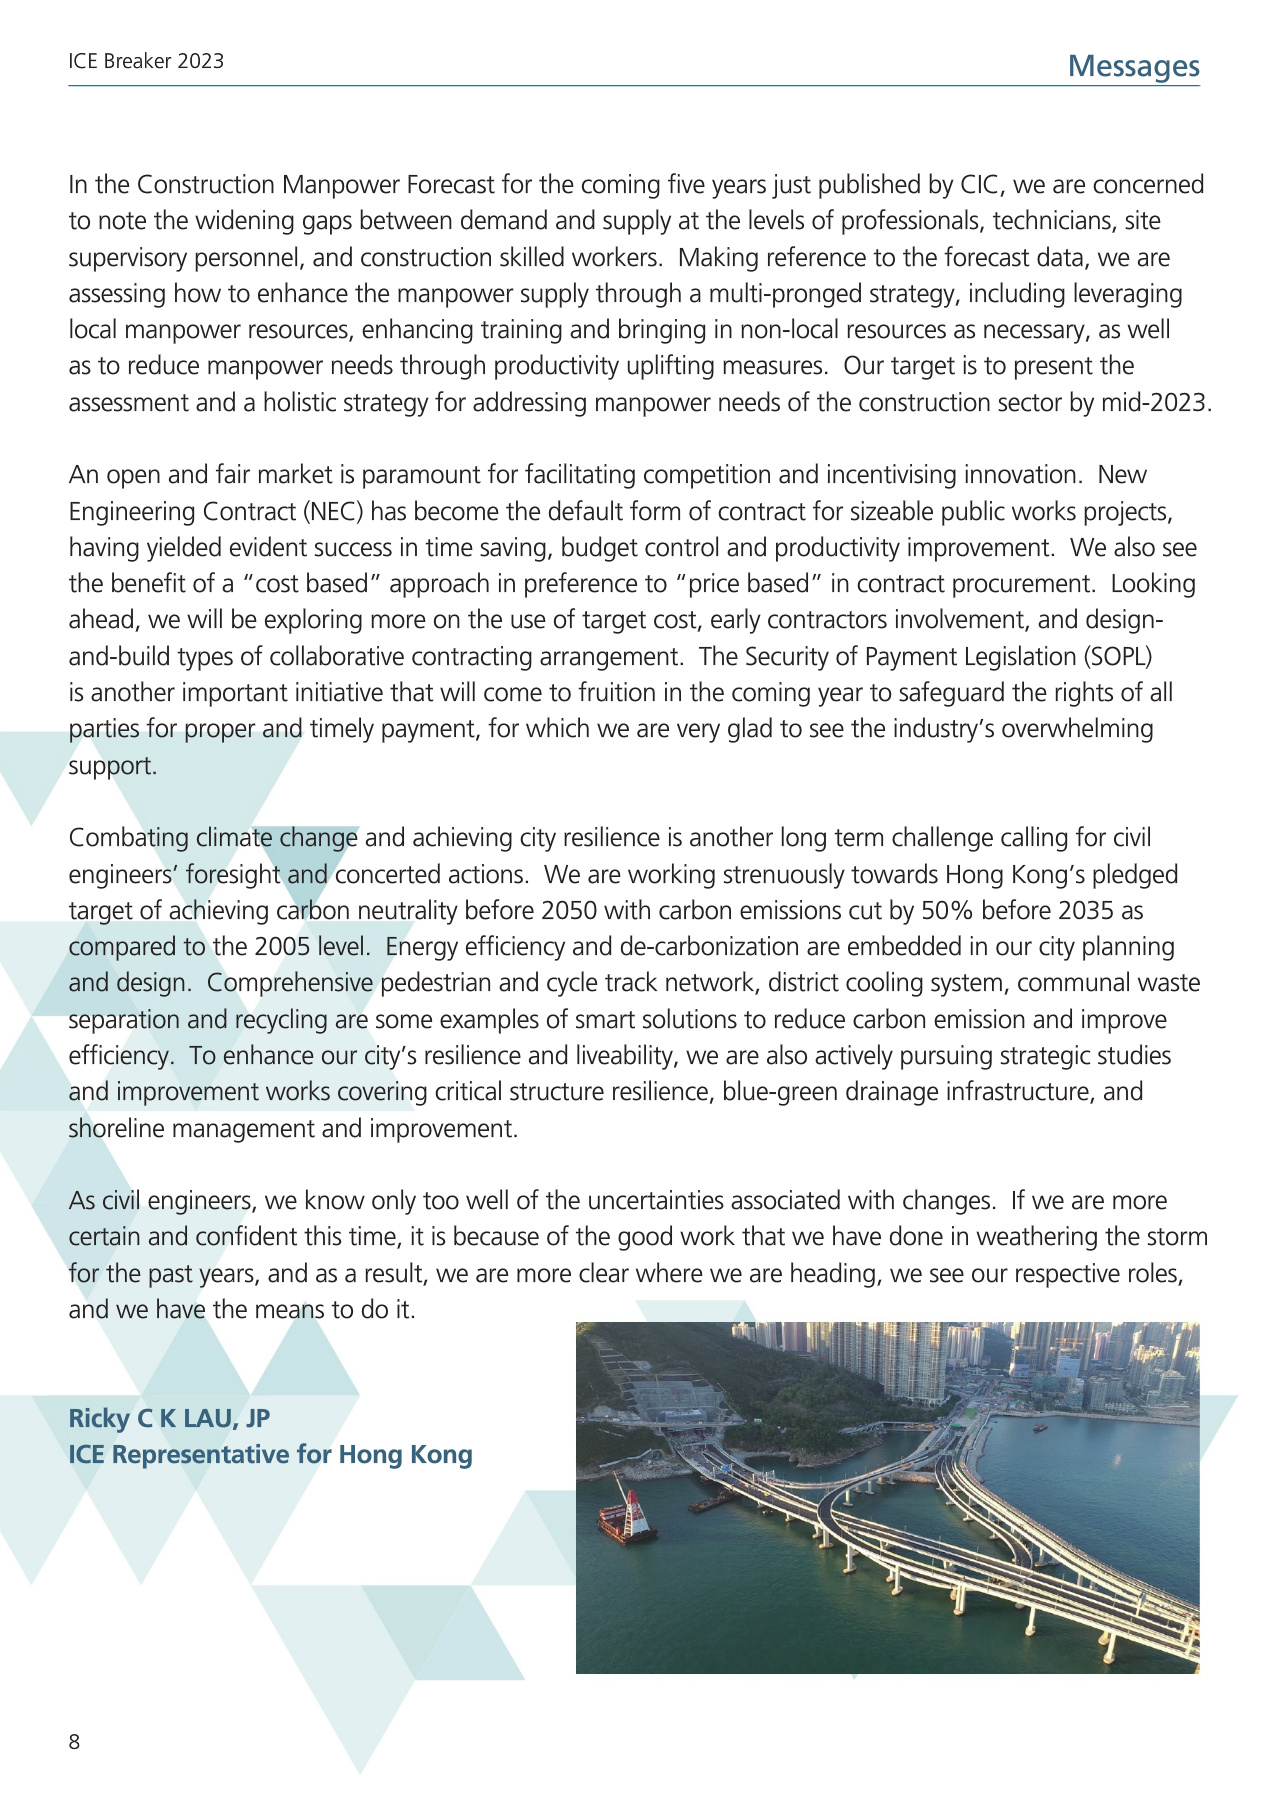 ICE Breaker 2023
Messages
In the Construction Manpower Forecast for the coming five years just published by CIC, we are concerned
to note the widening gaps between demand and supply at the levels of professionals, technicians, site
supervisory personnel, and construction skilled workers.  Making reference to the forecast data, we are
assessing how to enhance the manpower supply through a multi-pronged strategy, including leveraging
local manpower resources, enhancing training and bringing in non-local resources as necessary, as well
as to reduce manpower needs through productivity uplifting measures.  Our target is to present the
assessment and a holistic strategy for addressing manpower needs of the construction sector by mid-2023.
An open and fair market is paramount for facilitating competition and incentivising innovation.  New
Engineering Contract (NEC) has become the default form of contract for sizeable public works projects,
having yielded evident success in time saving, budget control and productivity improvement.  We also see
the benefit of a “cost based” approach in preference to “price based” in contract procurement.  Looking
ahead, we will be exploring more on the use of target cost, early contractors involvement, and design-
and-build types of collaborative contracting arrangement.  The Security of Payment Legislation (SOPL)
is another important initiative that will come to fruition in the coming year to safeguard the rights of all
parties for proper and timely payment, for which we are very glad to see the industry’s overwhelming
support.
Combating climate change and achieving city resilience is another long term challenge calling for civil
engineers’ foresight and concerted actions.  We are working strenuously towards Hong Kong’s pledged
target of achieving carbon neutrality before 2050 with carbon emissions cut by 50% before 2035 as
compared to the 2005 level.  Energy efficiency and de-carbonization are embedded in our city planning
and design.  Comprehensive pedestrian and cycle track network, district cooling system, communal waste
separation and recycling are some examples of smart solutions to reduce carbon emission and improve
efficiency.  To enhance our city’s resilience and liveability, we are also actively pursuing strategic studies
and improvement works covering critical structure resilience, blue-green drainage infrastructure, and
shoreline management and improvement.
As civil engineers, we know only too well of the uncertainties associated with changes.  If we are more
certain and confident this time, it is because of the good work that we have done in weathering the storm
for the past years, and as a result, we are more clear where we are heading, we see our respective roles,
and we have the means to do it.
Ricky C K LAU, JP
ICE Representative for Hong Kong
8